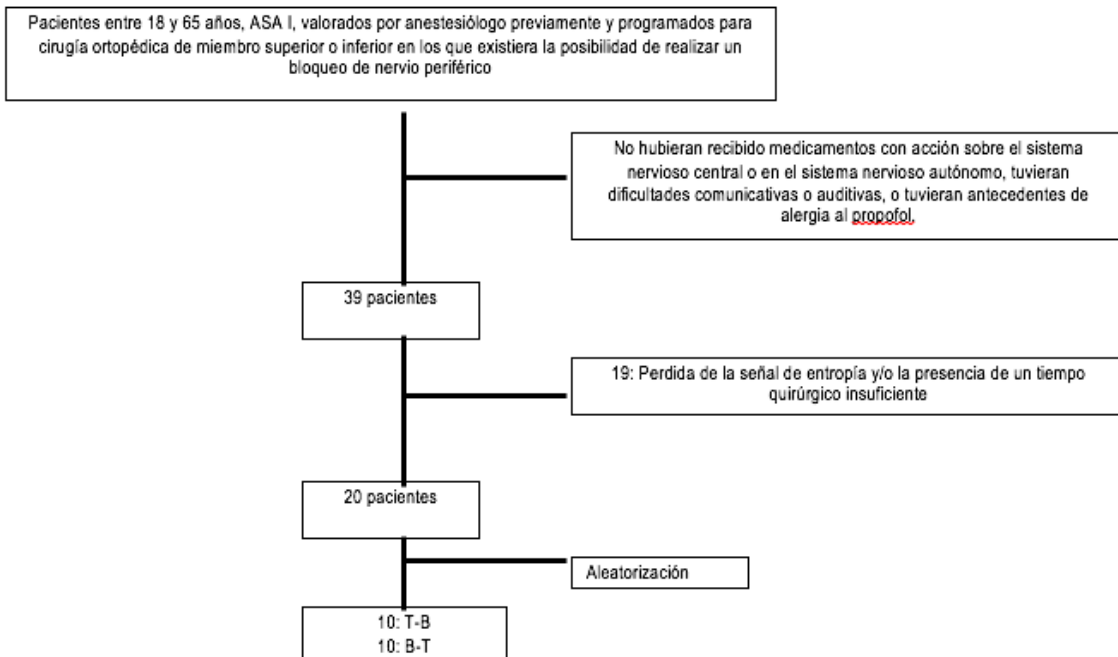 Pacientes entre 18 y 65 años, ASA I, valorados por anestesiólogo previamente y programados para
cirugía ortopédica de miembro superior o inferior en los que existiera la posibilidad de realizar un
bloqueo de nervio periférico
No hubieran recibido medicamentos con acción sobre el sistema
nervioso central o en el sistema nervioso autónomo, tuvieran
dificultades comunicativas o auditivas, o tuvieran antecedentes de
alergia al propofol.
39 pacientes
19: Perdida de la señal de entropía y/o la presencia de un tiempo
quirúrgico insuficiente
20 pacientes
Aleatorización
10: T-B
10: B-T